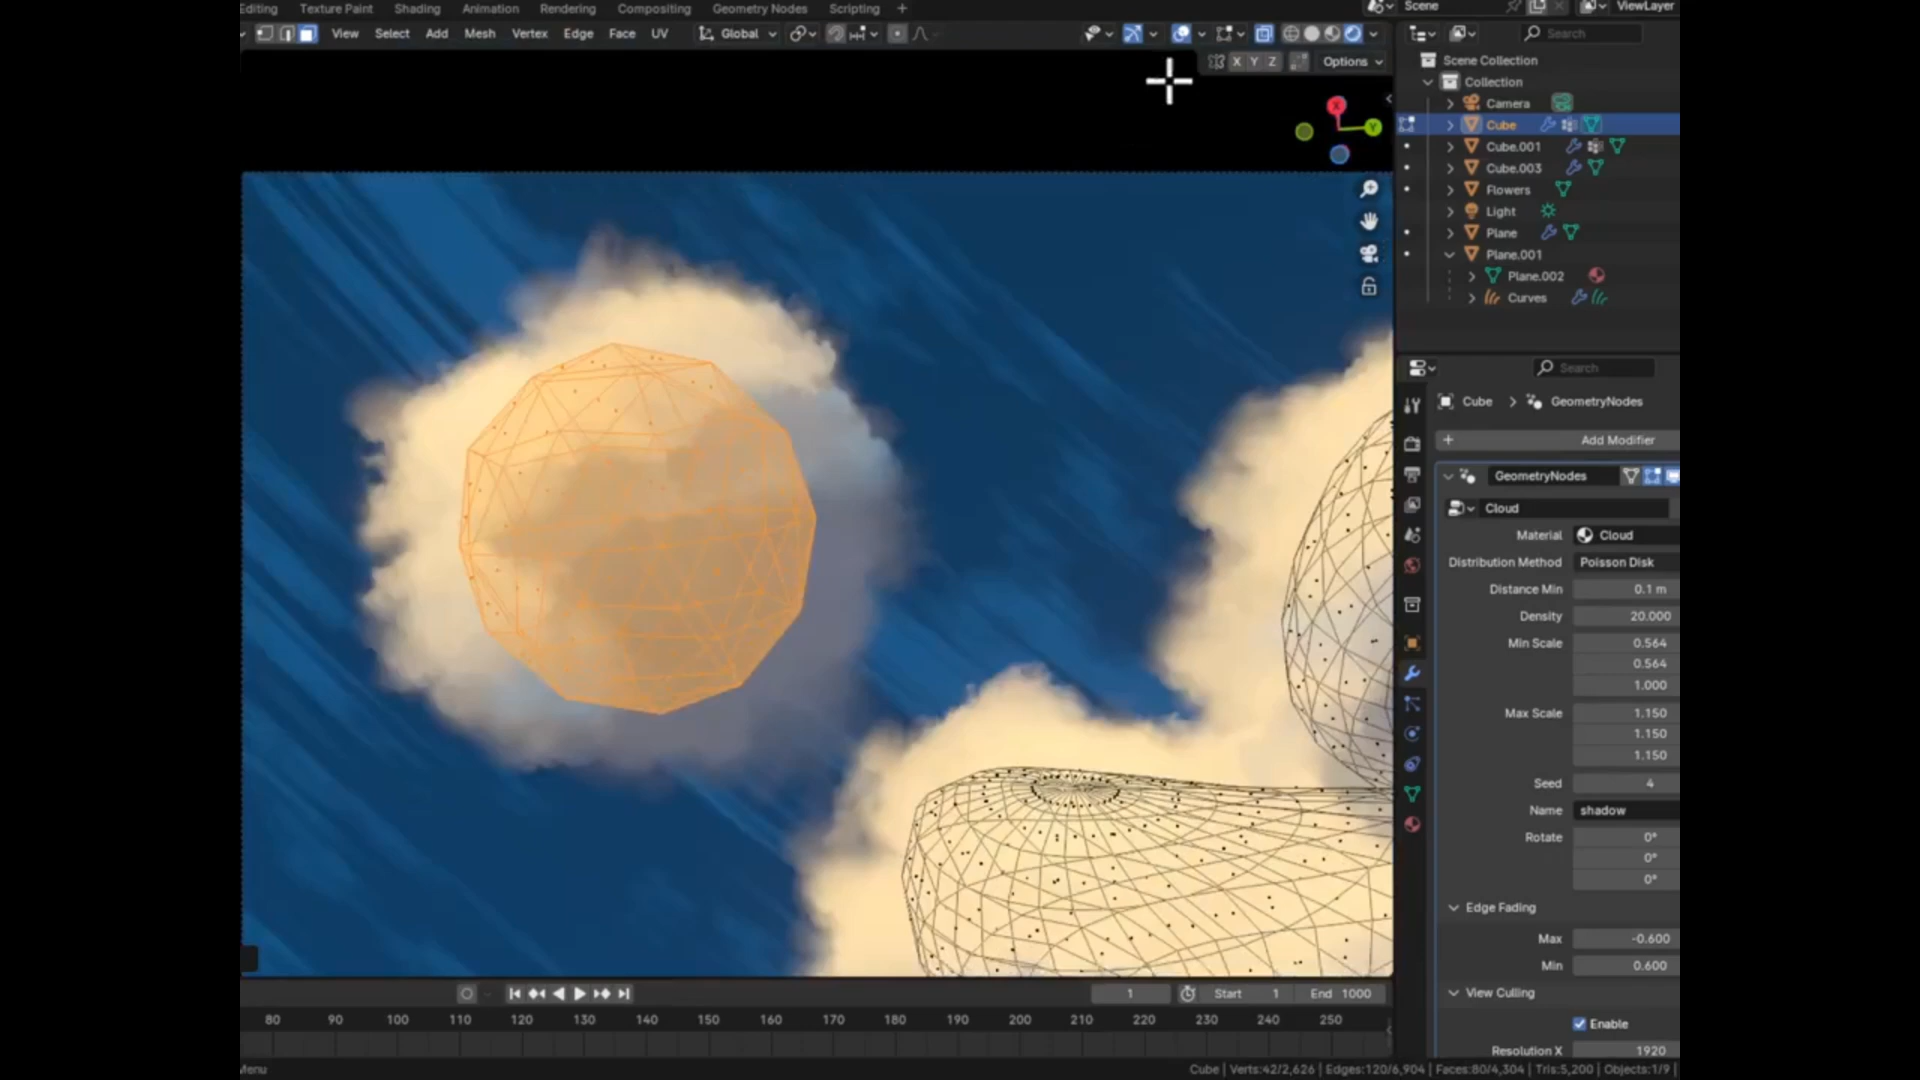 Editing Texture Paint Shading Animation Rendering Compositing Geometry Nodes Scripting + Scene ViewLayer
View Select Add Mesh Vertex Edge Face UV Global Search
X Y Z Options
Scene Collection
Collection
X
Camera
Y
Cube
Cube.001
Cube.003
Flowers
Light
Plane
Plane.001
Plane.002
Curves
Search
Cube > GeometryNodes
+ Add Modifier
GeometryNodes
Cloud
Material Cloud
Distribution Method Poisson Disk
Distance Min 0.1 m
Density 20.000
Min Scale 0.564
0.564
1.000
Max Scale 1.150
1.150
1.150
Seed 4
Name shadow
Rotate 0°
0°
0°
Edge Fading
Max -0.600
Min 0.600
View Culling
1 Start 1 End 1000
80 90 100 110 120 130 140 150 160 170 180 190 200 210 220 230 240 250
Enable
Resolution X 1920
Menu
Cube | Verts:42/2,626 | Edges:120/6,904 | Faces:80/4,304 | Tris:5,200 | Objects:1/9 |